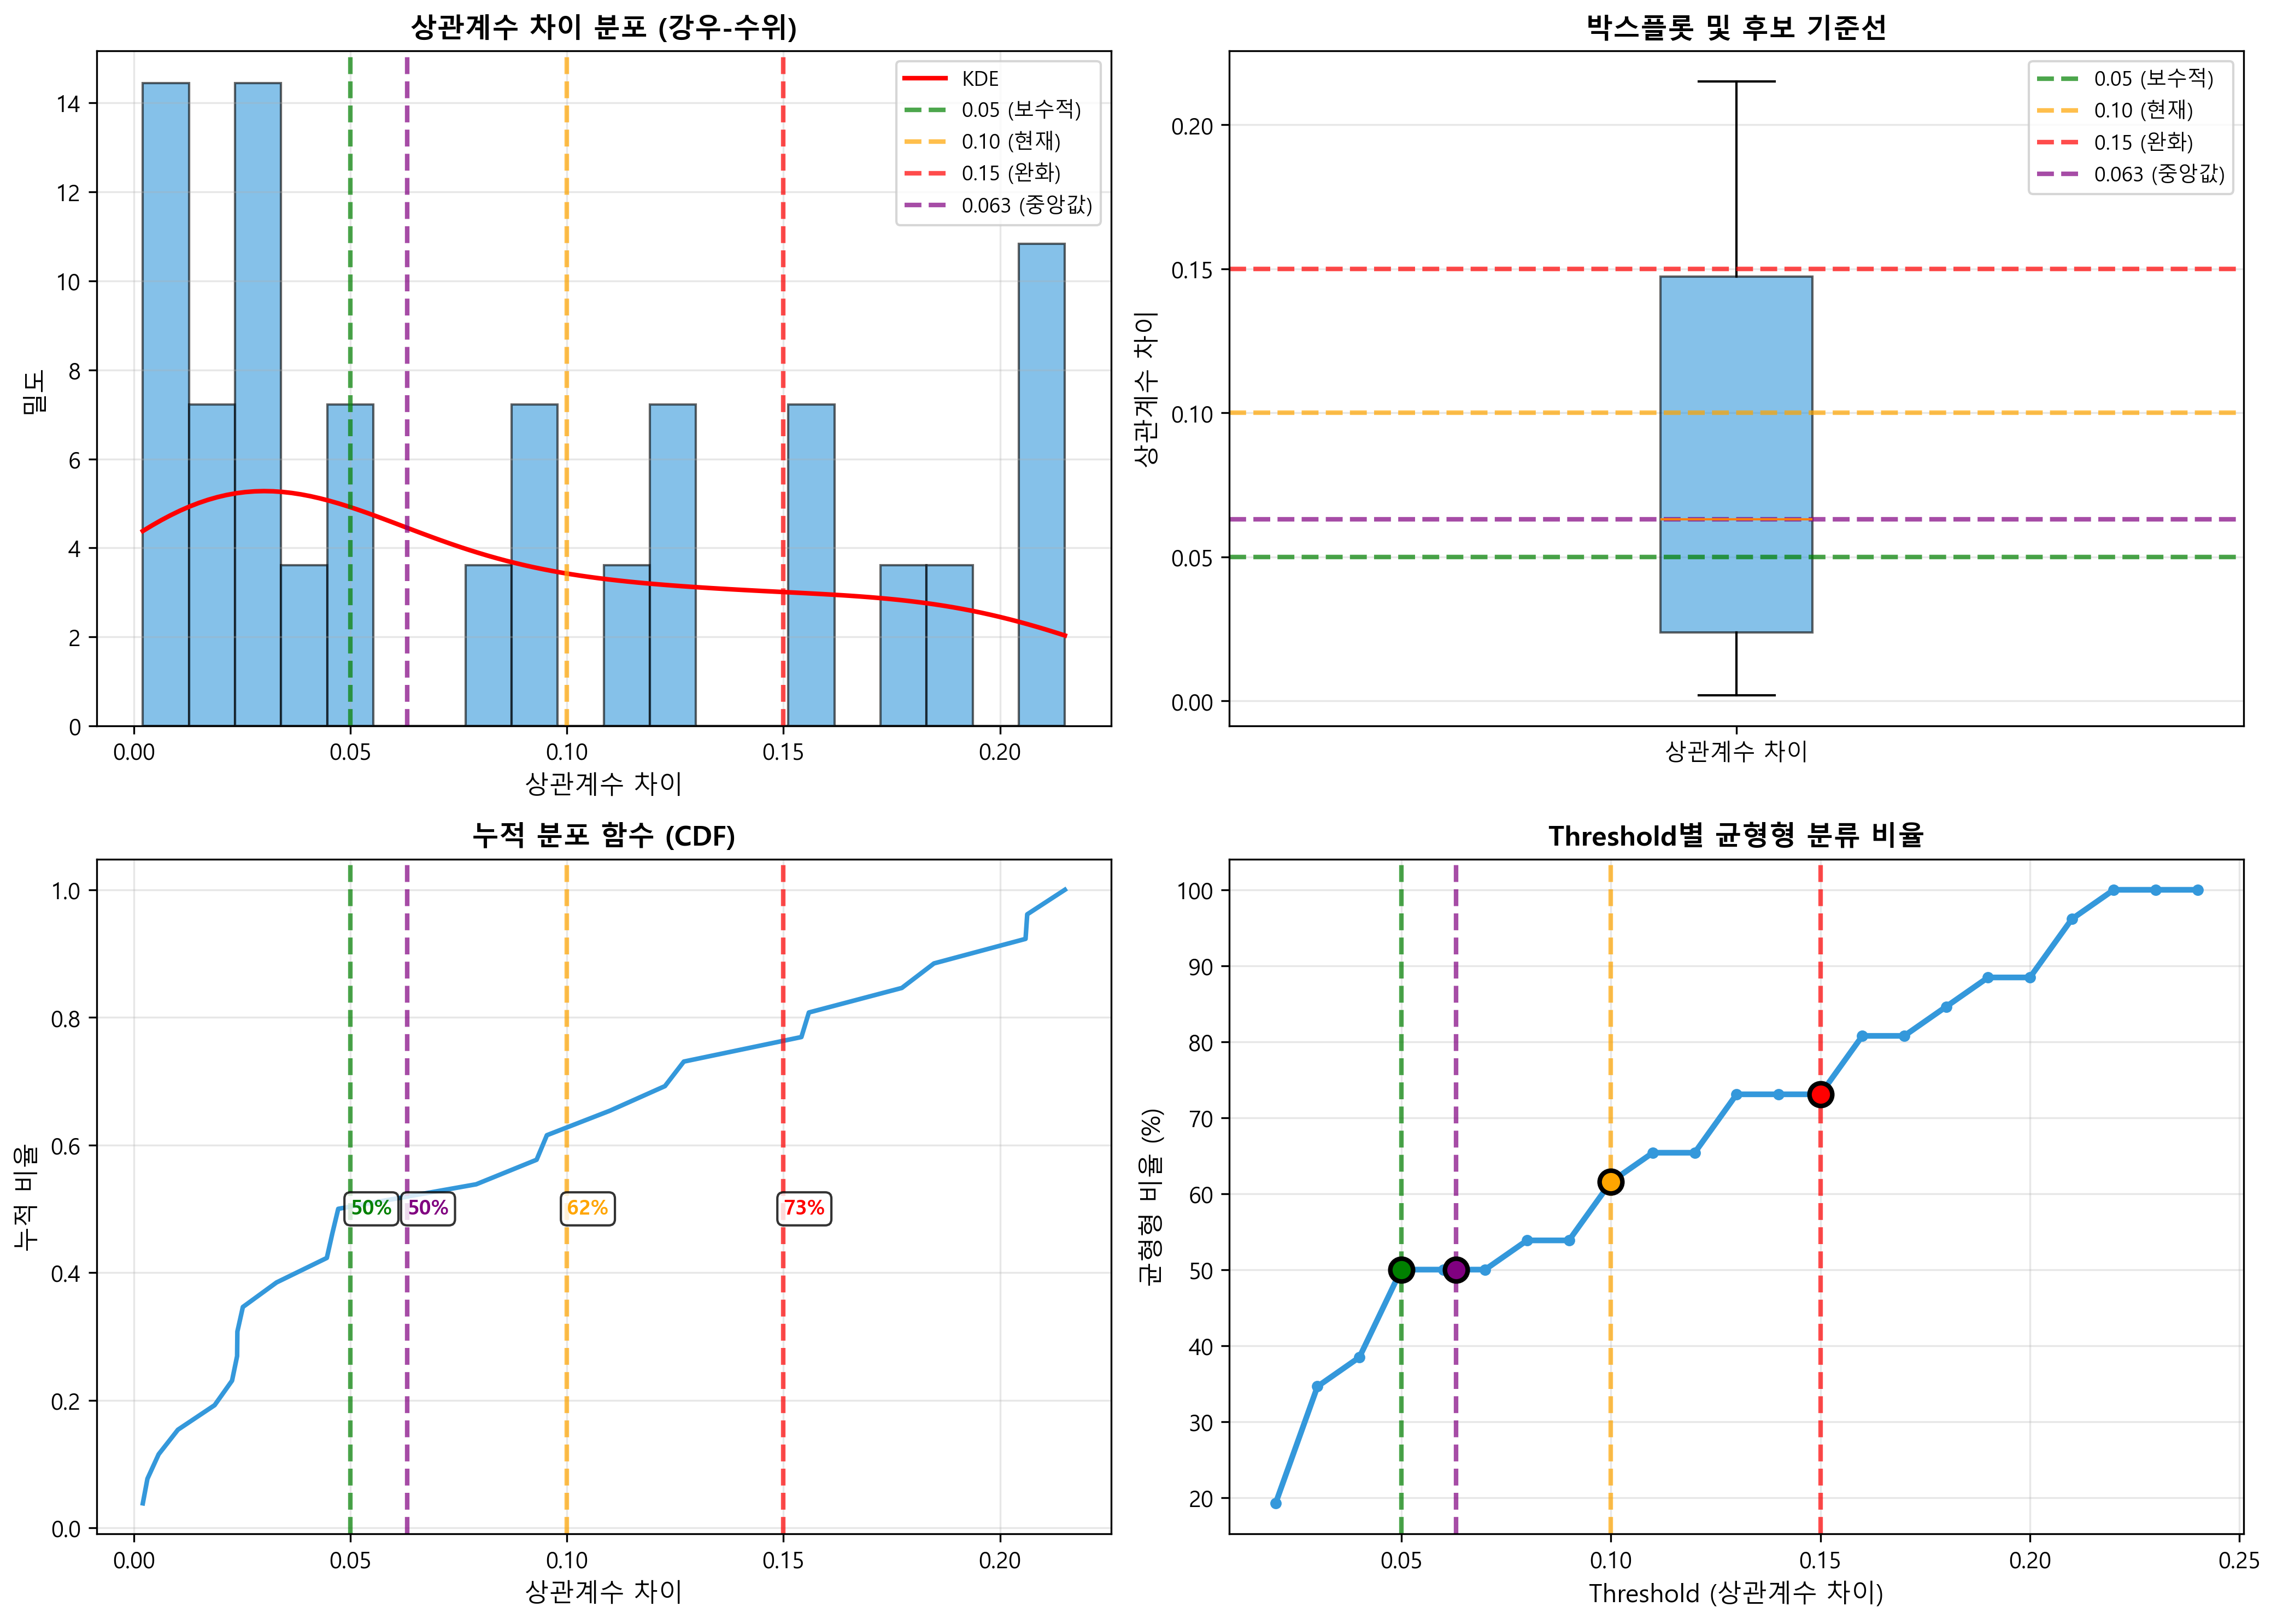 상관계수 차이 분포 (강우-수위)
밀도
14
12
10
8
6
4
2
0
0.00 0.05 0.10 0.15 0.20
상관계수 차이
KDE
0.05 (보수적)
0.10 (현재)
0.15 (완화)
0.063 (중앙값)
박스플롯 및 후보 기준선
상관계수 차이
0.20
0.15
0.10
0.05
0.00
상관계수 차이
0.05 (보수적)
0.10 (현재)
0.15 (완화)
0.063 (중앙값)
누적 분포 함수 (CDF)
누적 비율
1.0
0.8
0.6
0.4
0.2
0.0
50% 50% 62% 73%
0.00 0.05 0.10 0.15 0.20
상관계수 차이
Threshold별 균형형 분류 비율
균형형 비율 (%)
100
90
80
70
60
50
40
30
20
0.05 0.10 0.15 0.20 0.25
Threshold (상관계수 차이)